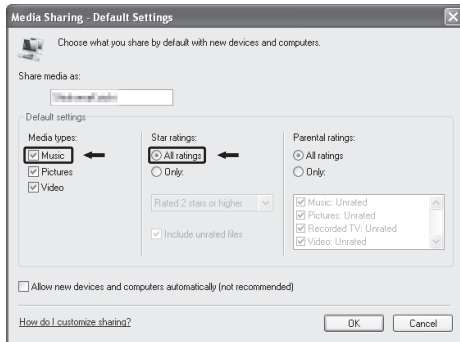 Media Sharing - Default Settings
Choose what you share by default with new devices and computers.
Share media as:
Default settings
Media types:
Music
Pictures
Video
Star ratings:
All ratings
Only:
Rated 2 stars or higher
Include unrated files
Parental ratings:
All ratings
Only:
Music: Unrated
Pictures: Unrated
Recorded TV: Unrated
Video: Unrated
Allow new devices and computers automatically (not recommended)
How do I customize sharing?
OK
Cancel